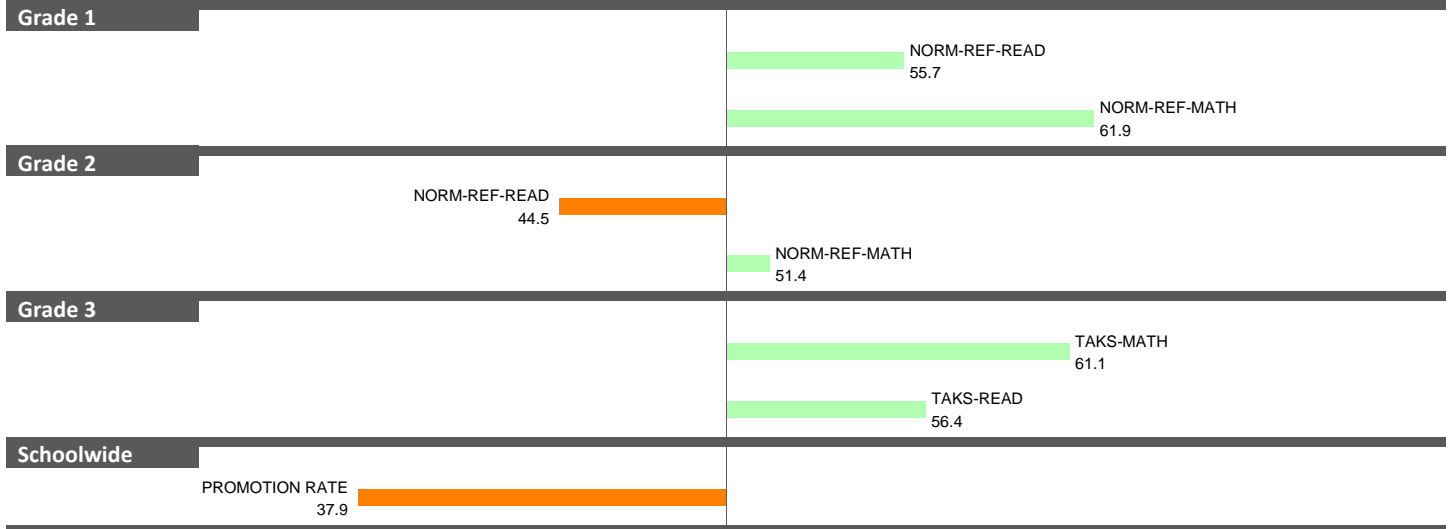 Grade 1
NORM-REF-READ
55.7
NORM-REF-MATH
61.9
Grade 2
NORM-REF-READ
44.5
NORM-REF-MATH
51.4
Grade 3
TAKS-MATH
61.1
TAKS-READ
56.4
Schoolwide
PROMOTION RATE
37.9